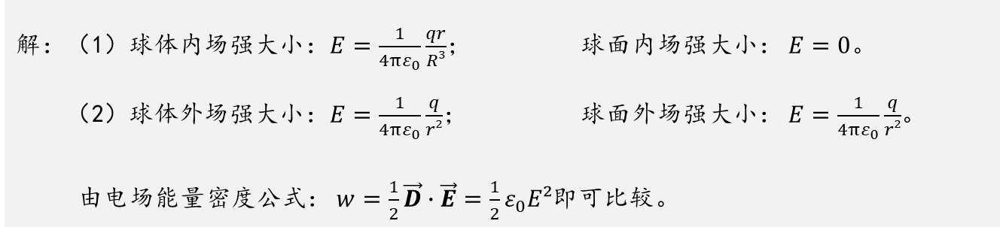 解：（1）球体内场强大小：$E = \frac{1}{4\pi\varepsilon_0}\frac{qr}{R^3}$; 球面内场强大小：$E = 0$。
（2）球体外场强大小：$E = \frac{1}{4\pi\varepsilon_0}\frac{q}{r^2}$; 球面外场强大小：$E = \frac{1}{4\pi\varepsilon_0}\frac{q}{r^2}$。
由电场能量密度公式：$w = \frac{1}{2}\overrightarrow{\boldsymbol{D}} \cdot \overrightarrow{\boldsymbol{E}} = \frac{1}{2}\varepsilon_0 E^2$即可比较。